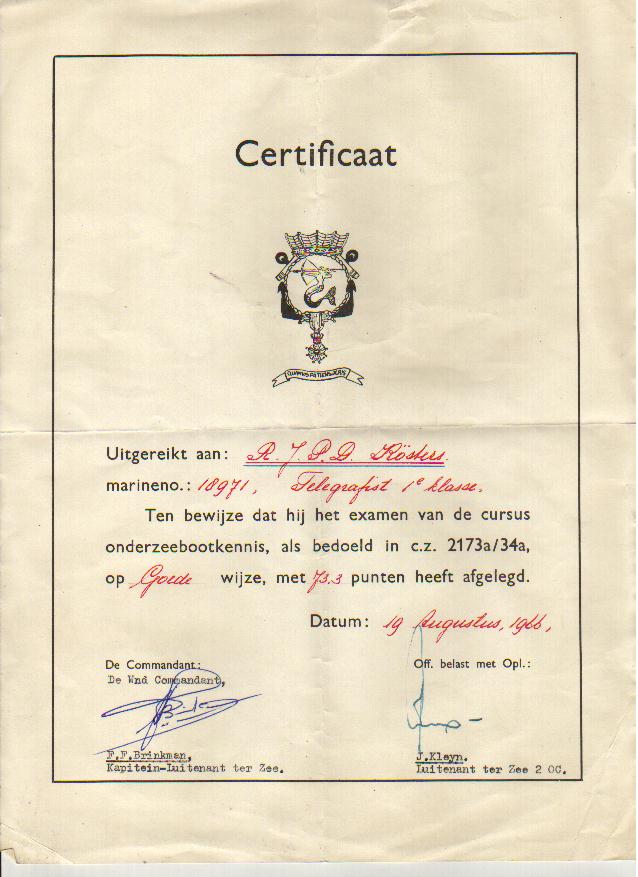 Certificaat
Uitgereikt aan: R.J.P.D. Kösters.
marineno.: 18971, Telegrafist 1e klasse.
Ten bewijze dat hij het examen van de cursus
onderzeebootkennis, als bedoeld in c.z. 2173a/34a,
op Goede wijze, met 73.3 punten heeft afgelegd.
Datum: 19 Augustus, 1966,
De Commandant:
De Wnd Commandant,
F.F.Brinkman,
Kapitein-Luitenant ter Zee.
Off. belast met Opl.:
J.Kleyn.
Luitenant ter Zee 2 OC.